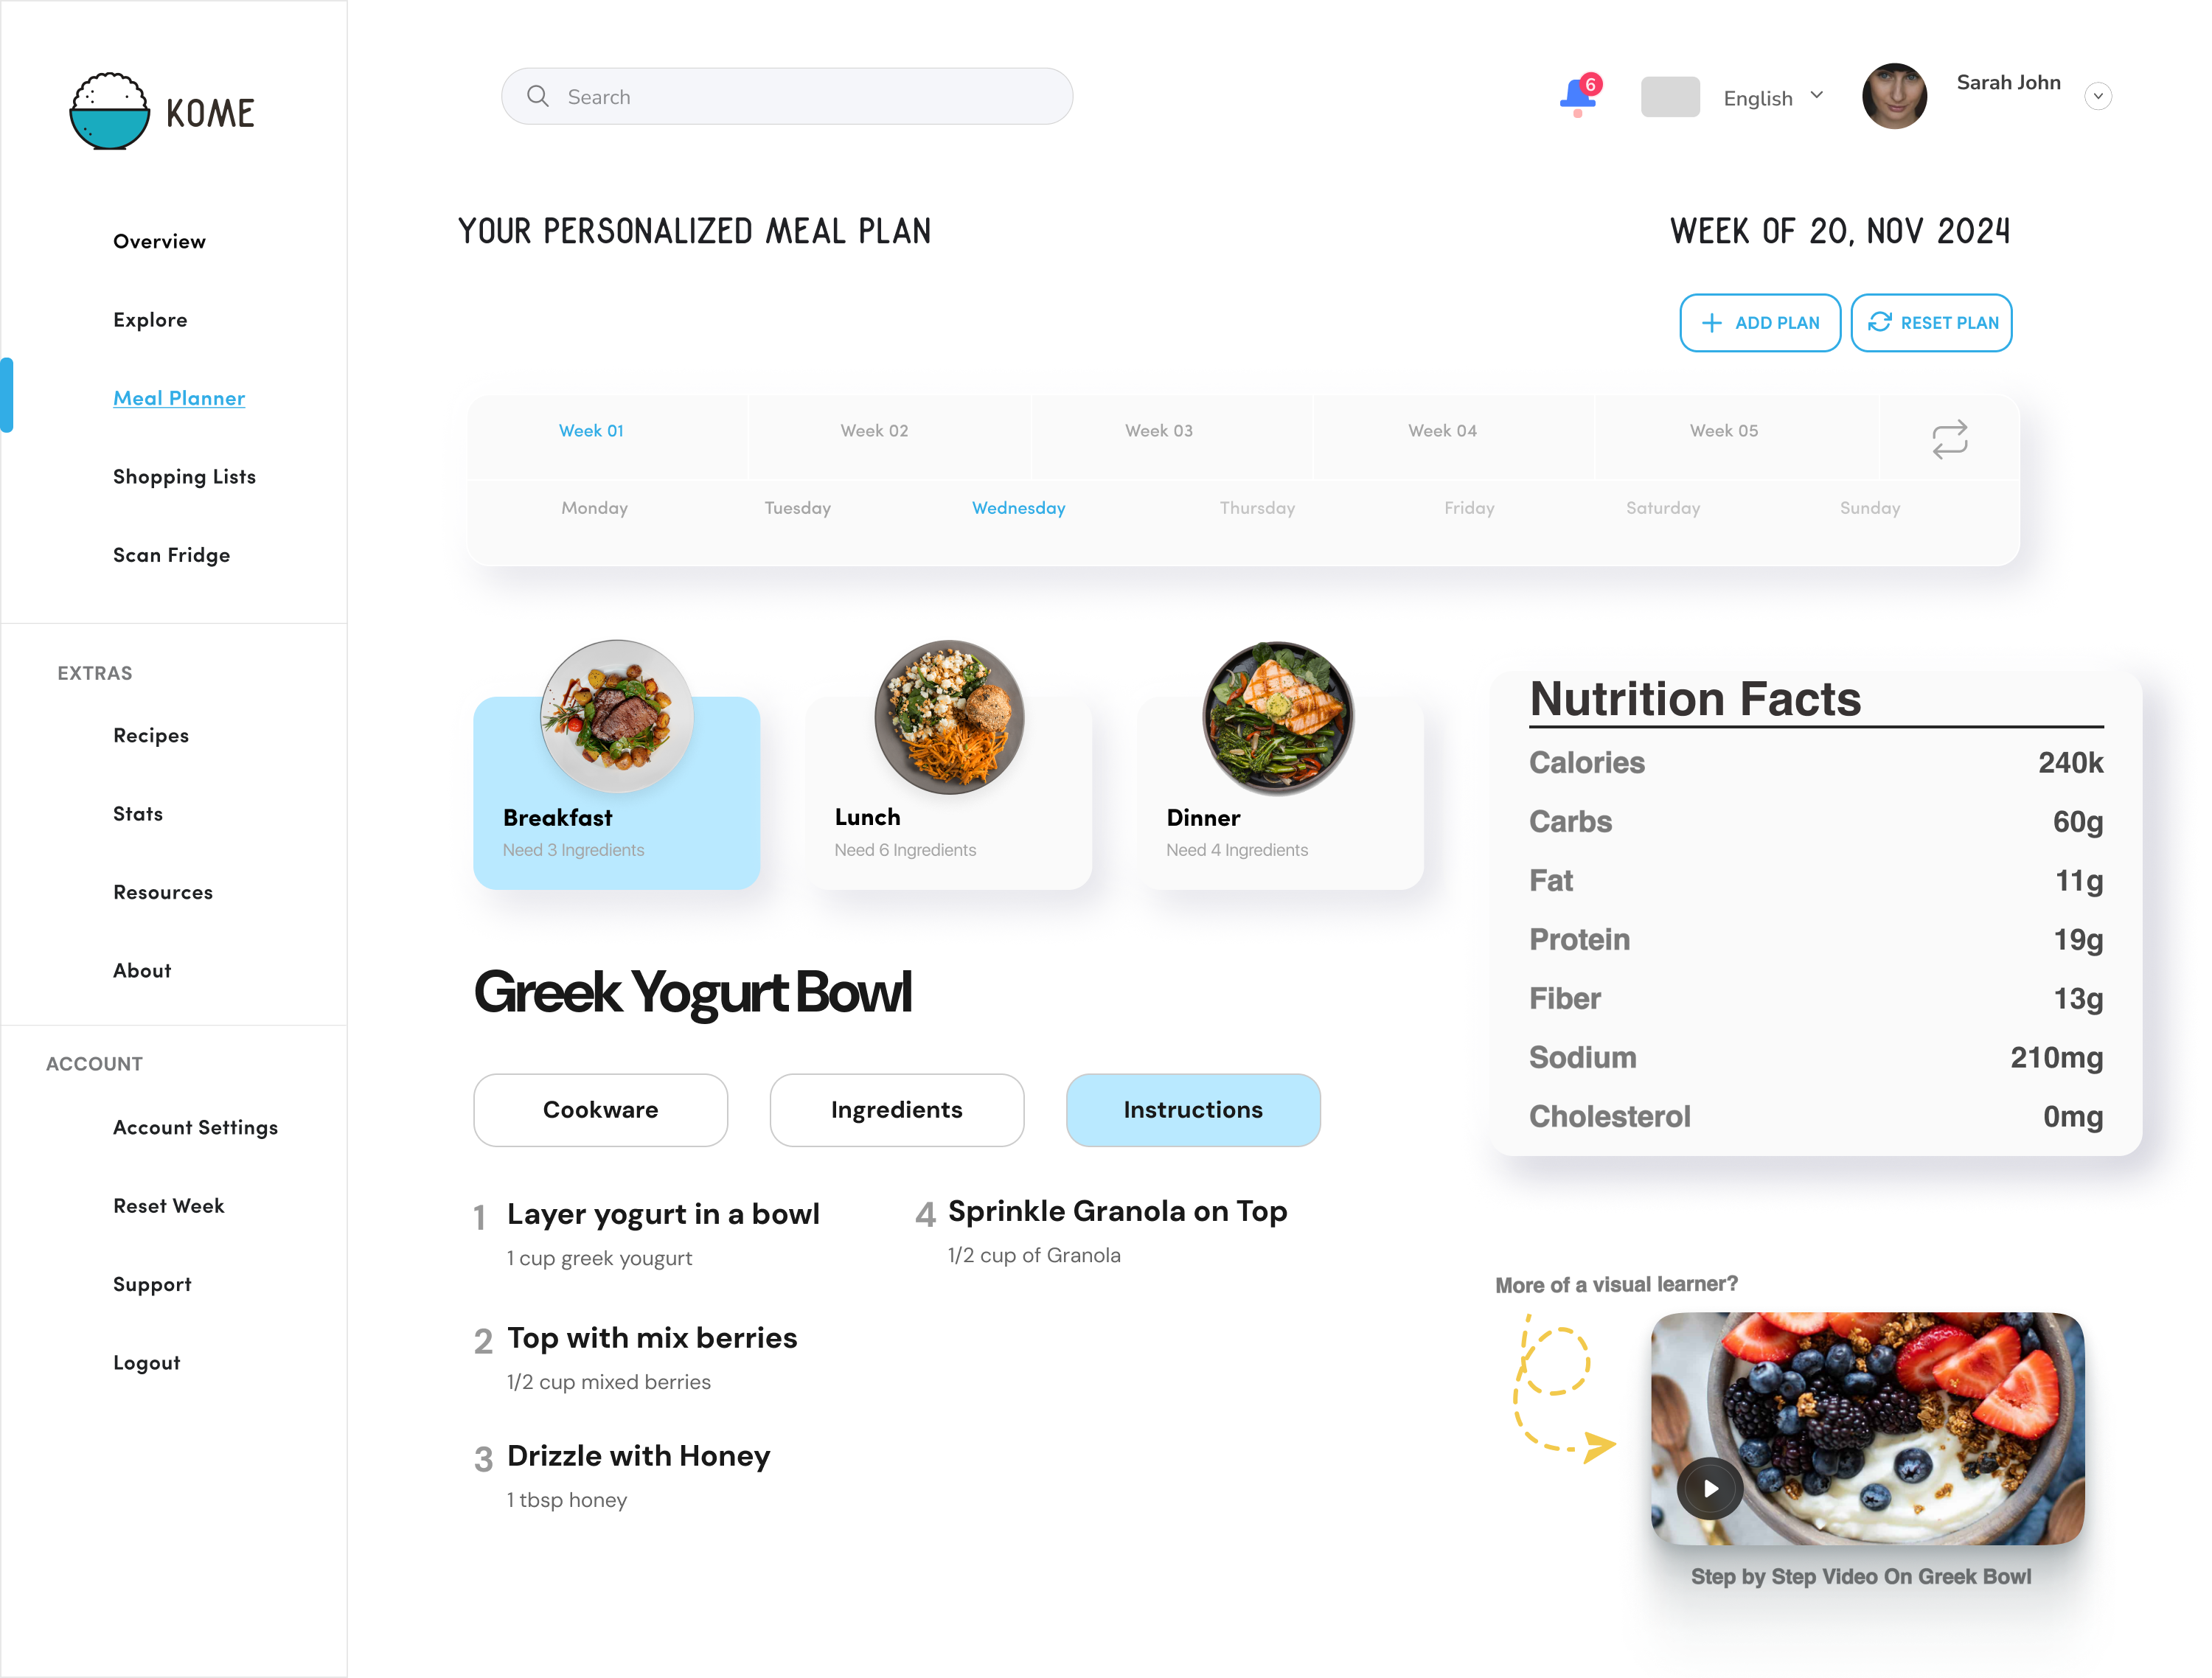 KOME
Search
6
English
Sarah John
Overview
Explore
Meal Planner
Shopping Lists
Scan Fridge
EXTRAS
Recipes
Stats
Resources
About
ACCOUNT
Account Settings
Reset Week
Support
Logout
YOUR PERSONALIZED MEAL PLAN
WEEK OF 20, NOV 2024
ADD PLAN
RESET PLAN
Week 01
Week 02
Week 03
Week 04
Week 05
Monday
Tuesday
Wednesday
Thursday
Friday
Saturday
Sunday
Breakfast
Need 3 Ingredients
Lunch
Need 6 Ingredients
Dinner
Need 4 Ingredients
Nutrition Facts
Calories 240k
Carbs 60g
Fat 11g
Protein 19g
Fiber 13g
Sodium 210mg
Cholesterol 0mg
Greek Yogurt Bowl
Cookware
Ingredients
Instructions
1 Layer yogurt in a bowl
1 cup greek yougurt
2 Top with mix berries
1/2 cup mixed berries
3 Drizzle with Honey
1 tbsp honey
4 Sprinkle Granola on Top
1/2 cup of Granola
More of a visual learner?
Step by Step Video On Greek Bowl